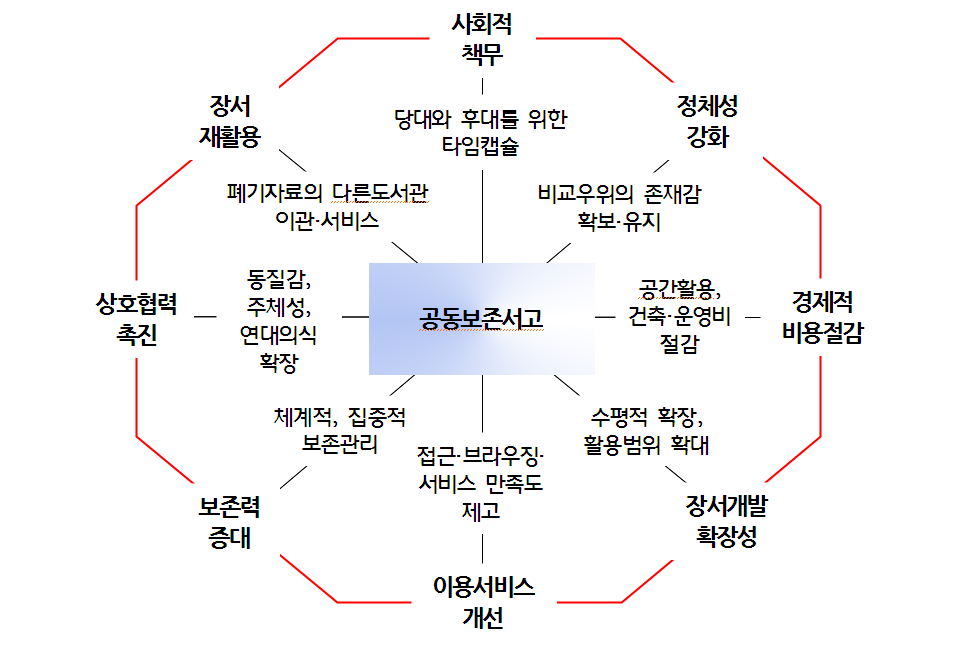 사회적
책무
장서
재활용
당대와 후대를 위한
타임캡슐
정체성
강화
폐기자료의 다른도서관
이관·서비스
비교우위의 존재감
확보·유지
상호협력
촉진
동질감,
주체성,
연대의식
확장
공동보존서고
공간활용,
건축·운영비
절감
경제적
비용절감
체계적, 집중적
보존관리
접근·브라우징·
서비스 만족도
제고
수평적 확장,
활용범위 확대
보존력
증대
이용서비스
개선
장서개발
확장성